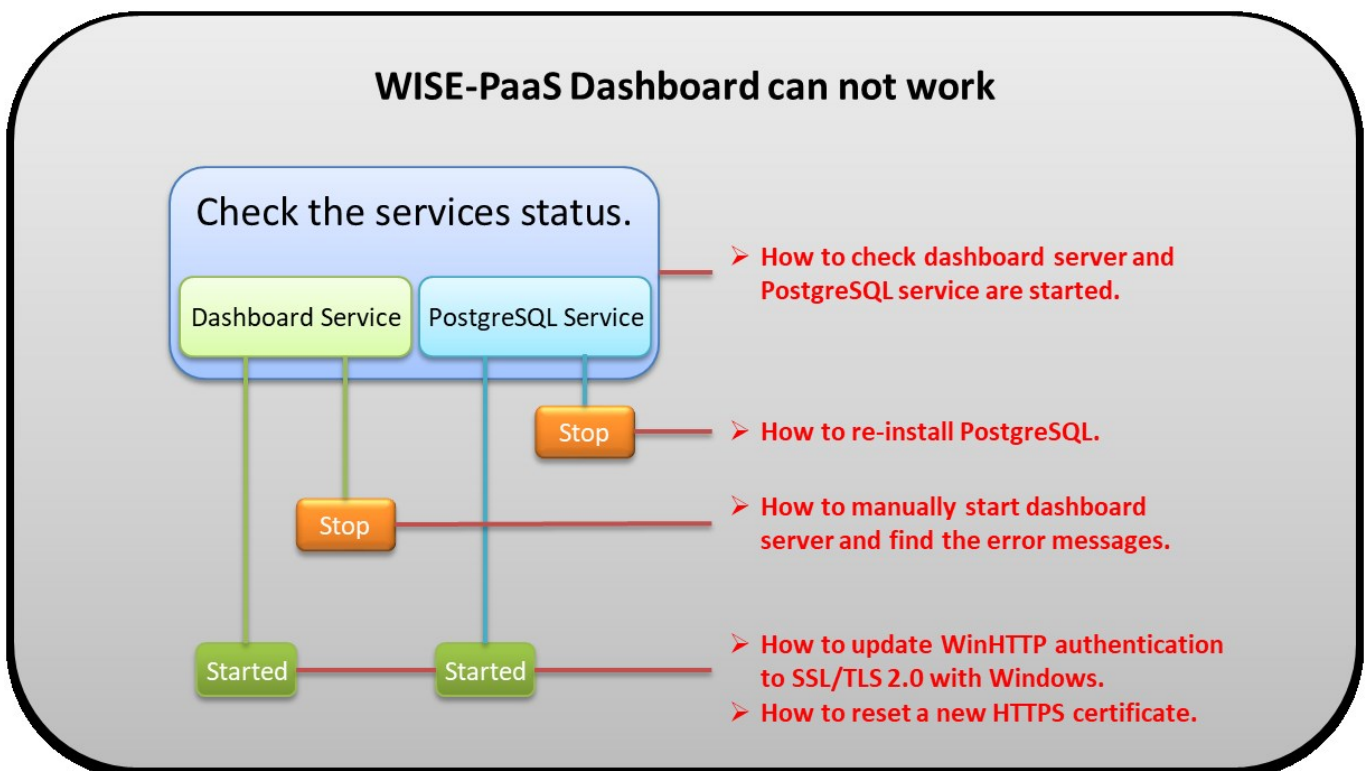 WISE-PaaS Dashboard can not work
Check the services status.
Dashboard Service
PostgreSQL Service
➢ How to check dashboard server and
PostgreSQL service are started.
Stop
➢ How to re-install PostgreSQL.
Stop
➢ How to manually start dashboard
server and find the error messages.
Started
Started
➢ How to update WinHTTP authentication
to SSL/TLS 2.0 with Windows.
➢ How to reset a new HTTPS certificate.